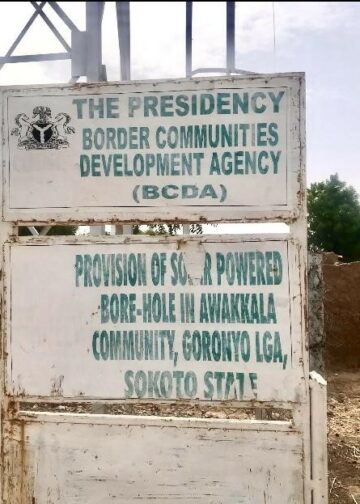 THE PRESIDENCY
BORDER COMMUNITIES
DEVELOPMENT AGENCY
(BCDA)
PROVISION OF SOLAR POWERED
BORE-HOLE IN AWAKKALA
COMMUNITY, GORONYO LGA,
SOKOTO STATE